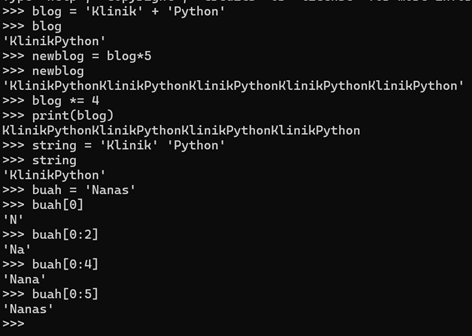 >>> blog = 'Klinik' + 'Python'
>>> blog
'KlinikPython'
>>> newblog = blog*5
>>> newblog
'KlinikPythonKlinikPythonKlinikPythonKlinikPythonKlinikPython'
>>> blog *= 4
>>> print(blog)
KlinikPythonKlinikPythonKlinikPythonKlinikPython
>>> string = 'Klinik' 'Python'
>>> string
'KlinikPython'
>>> buah = 'Nanas'
>>> buah[0]
'N'
>>> buah[0:2]
'Na'
>>> buah[0:4]
'Nana'
>>> buah[0:5]
'Nanas'
>>>